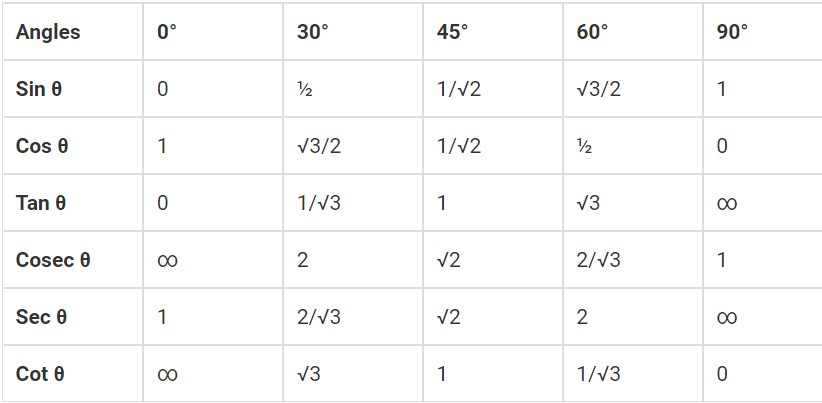 Angles 0° 30° 45° 60° 90°
Sin θ 0 ½ 1/√2 √3/2 1
Cos θ 1 √3/2 1/√2 ½ 0
Tan θ 0 1/√3 1 √3 ∞
Cosec θ ∞ 2 √2 2/√3 1
Sec θ 1 2/√3 √2 2 ∞
Cot θ ∞ √3 1 1/√3 0